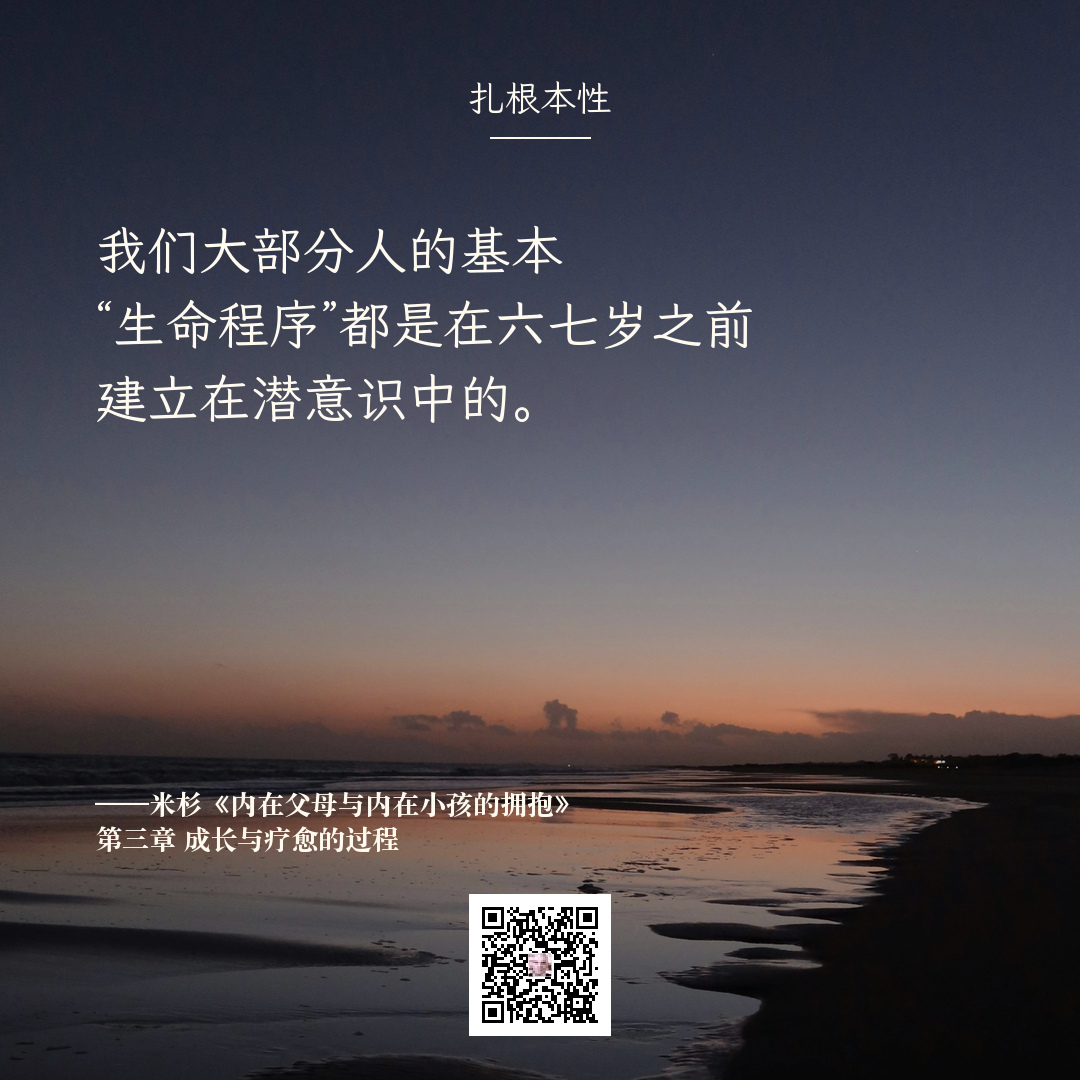 扎根本性
我们大部分人的基本
“生命程序”都是在六七岁之前
建立在潜意识中的。
——米杉《内在父母与内在小孩的拥抱》
第三章 成长与疗愈的过程